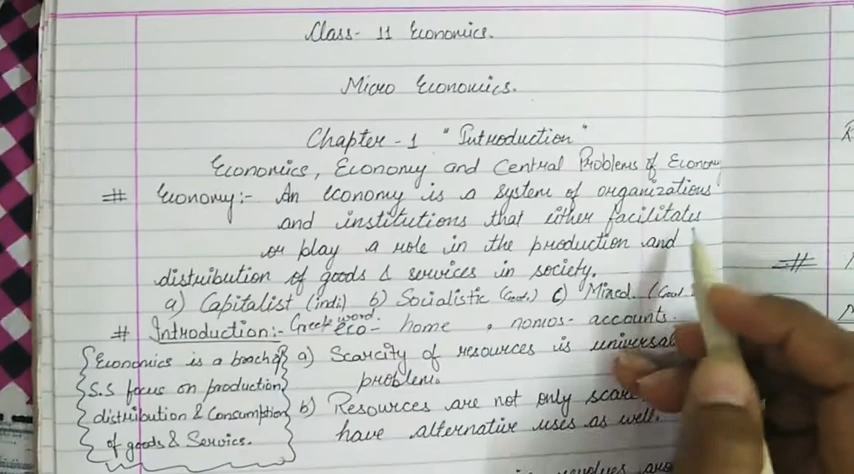 Class- 11 Economics.
Micro Economics.
Chapter-1 "Introduction"
Economics, Economy and Central Problems of Economy
# Economy:- An economy is a system of organizations
and institutions that either facilitates
or play a role in the production and
distribution of goods & services in society.
a) Capitalist (indi) b) Socialistic (Govt.) c) Mixed. (Govt
# Introduction:- Greek word. eco- home , nomos- accounts.
Economics is a brach of
S.S focus on production
distribution & Consumption
of goods & Servics.
a) Scarcity of resources is universal
problem.
b) Resources are not only
have alternative uses as well.